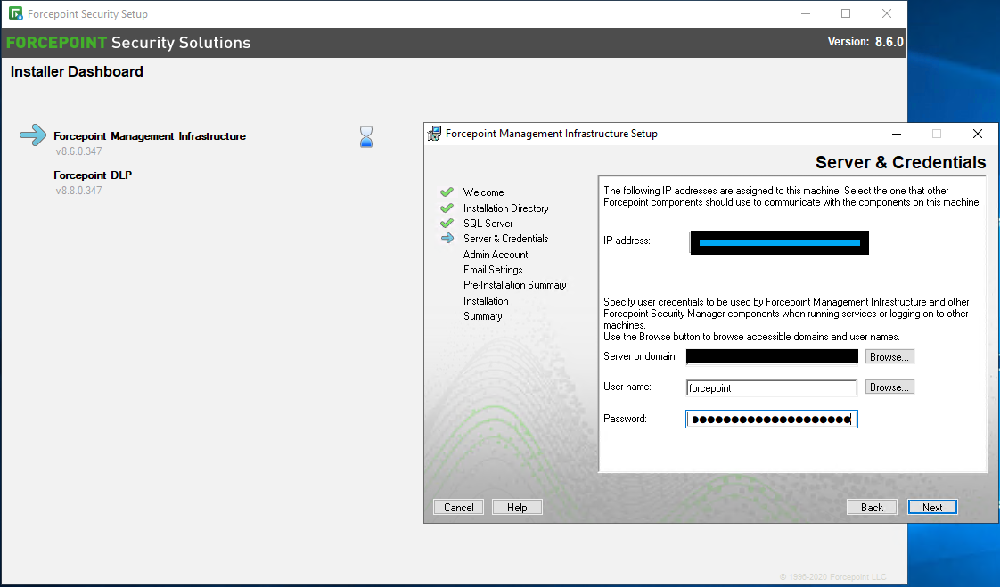 Forcepoint Security Setup
FORCEPOINT Security Solutions
Version: 8.6.0
Installer Dashboard
Forcepoint Management Infrastructure
v8.6.0.347
Forcepoint DLP
v8.8.0.347
Forcepoint Management Infrastructure Setup
Server & Credentials
Welcome
Installation Directory
SQL Server
Server & Credentials
Admin Account
Email Settings
Pre-Installation Summary
Installation
Summary
The following IP addresses are assigned to this machine. Select the one that other
Forcepoint components should use to communicate with the components on this machine.
IP address:
Specify user credentials to be used by Forcepoint Management Infrastructure and other
Forcepoint Security Manager components when running services or logging on to other
machines.
Use the Browse button to browse accessible domains and user names.
Server or domain:
Browse...
User name:
forcepoint
Browse...
Password:
Cancel
Help
Back
Next
© 1996-2020 Forcepoint LLC